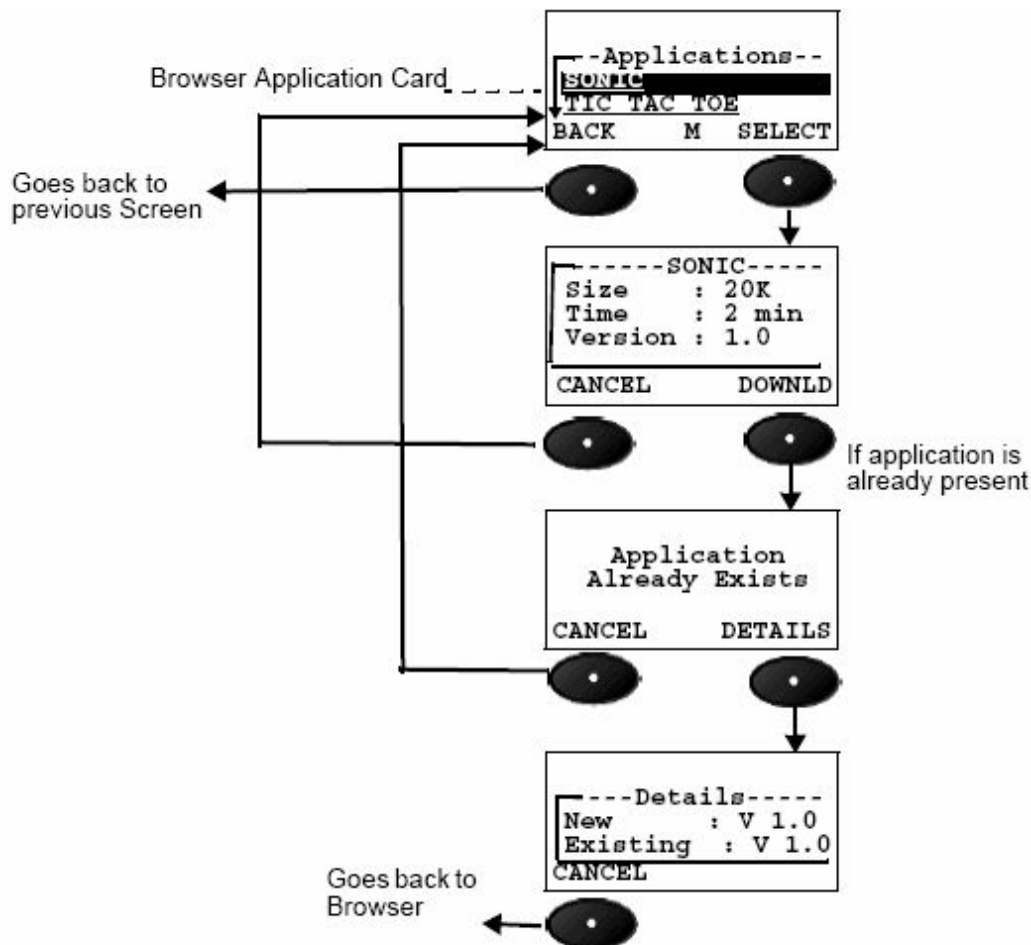 --Applications--
Browser Application Card
SONIC
TIC TAC TOE
BACK M SELECT
Goes back to
previous Screen
------SONIC-----
Size : 20K
Time : 2 min
Version : 1.0
CANCEL DOWNLD
If application is
already present
Application
Already Exists
CANCEL DETAILS
----Details-----
New : V 1.0
Existing : V 1.0
CANCEL
Goes back to
Browser